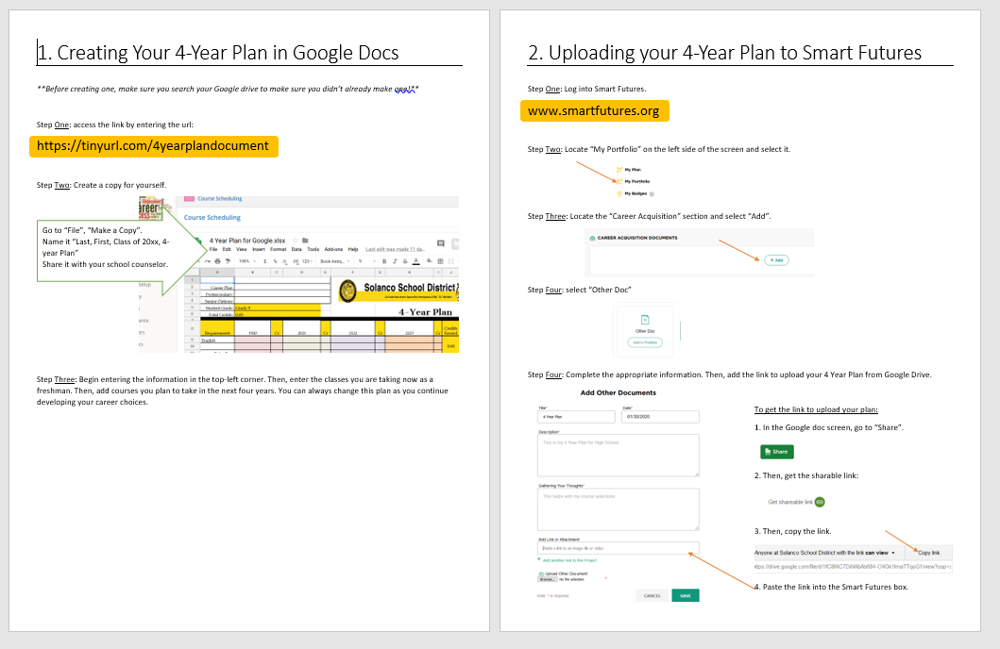 1. Creating Your 4-Year Plan in Google Docs
**Before creating one, make sure you search your Google drive to make sure you didn't already make one!**
Step One: access the link by entering the url:
https://tinyurl.com/4yearplandocument
Step Two: Create a copy for yourself.
Course Scheduling
Course Scheduling
Go to "File", "Make a Copy".
Name it "Last, First, Class of 20xx, 4-
year Plan"
Share it with your school counselor.
4 Year Plan for Google.xlsx
File Edit View Insert Format Data Tools Add-ons Help Last edit was made 11 da...
100%
A B C D E F G H I J
Career Plan:
Postsecondary:
Senior Options:
Student Grade: Grade 9
Total Credits: 0.00
Solanco School District
4-Year Plan
Requirements
English
Step Three: Begin entering the information in the top-left corner. Then, enter the classes you are taking now as a
freshman. Then, add courses you plan to take in the next four years. You can always change this plan as you continue
developing your career choices.
2. Uploading your 4-Year Plan to Smart Futures
Step One: Log into Smart Futures.
www.smartfutures.org
Step Two: Locate "My Portfolio" on the left side of the screen and select it.
My Plan
My Portfolio
My Badges
Step Three: Locate the "Career Acquisition" section and select "Add".
CAREER ACQUISITION DOCUMENTS
+ Add
Step Four: select "Other Doc"
Other Doc
Add to Portfolio
Step Four: Complete the appropriate information. Then, add the link to upload your 4 Year Plan from Google Drive.
Add Other Documents
Title* Date*
4 Year Plan 01/30/2020
Description*
This is my 4 Year Plan for High School
Gathering Your Thoughts*
This helps with my course selections
Add Link or Attachment
Paste a link to an image file or video
+ Add another link to this Project
Upload Other Document
Browse... No file selected.
Note: * is required
CANCEL SAVE
To get the link to upload your plan:
1. In the Google doc screen, go to "Share".
Share
2. Then, get the sharable link:
Get shareable link
3. Then, copy the link.
Anyone at Solanco School District with the link can view Copy link
4. Paste the link into the Smart Futures box.